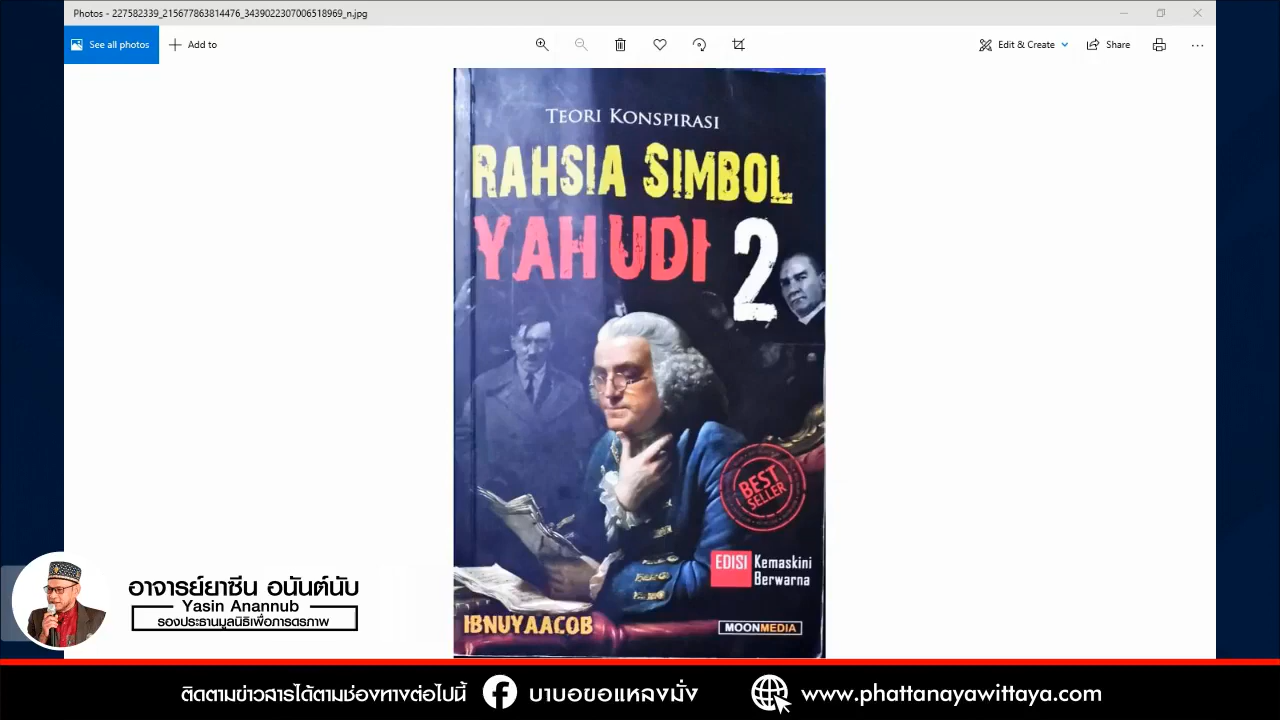 Photos - 227582339_215677863814476_3439022307006518969_n.jpg
See all photos
Add to
Edit & Create
Share
TEORI KONSPIRASI
RAHSIA SIMBOL
YAHUDI 2
BEST
SELLER
EDISI Kemaskini
Berwarna
IBNUYAACOB
MOONMEDIA
อาจารย์ยาซีน อนันต์นับ
Yasin Anannub
รองประธานมูลนิธิเพื่อการดรภาพ
ติดตามข่าวสารได้ตามช่องทางต่อไปนี้
บาบอขอแหลงมั่ง
www.phattanayawittaya.com